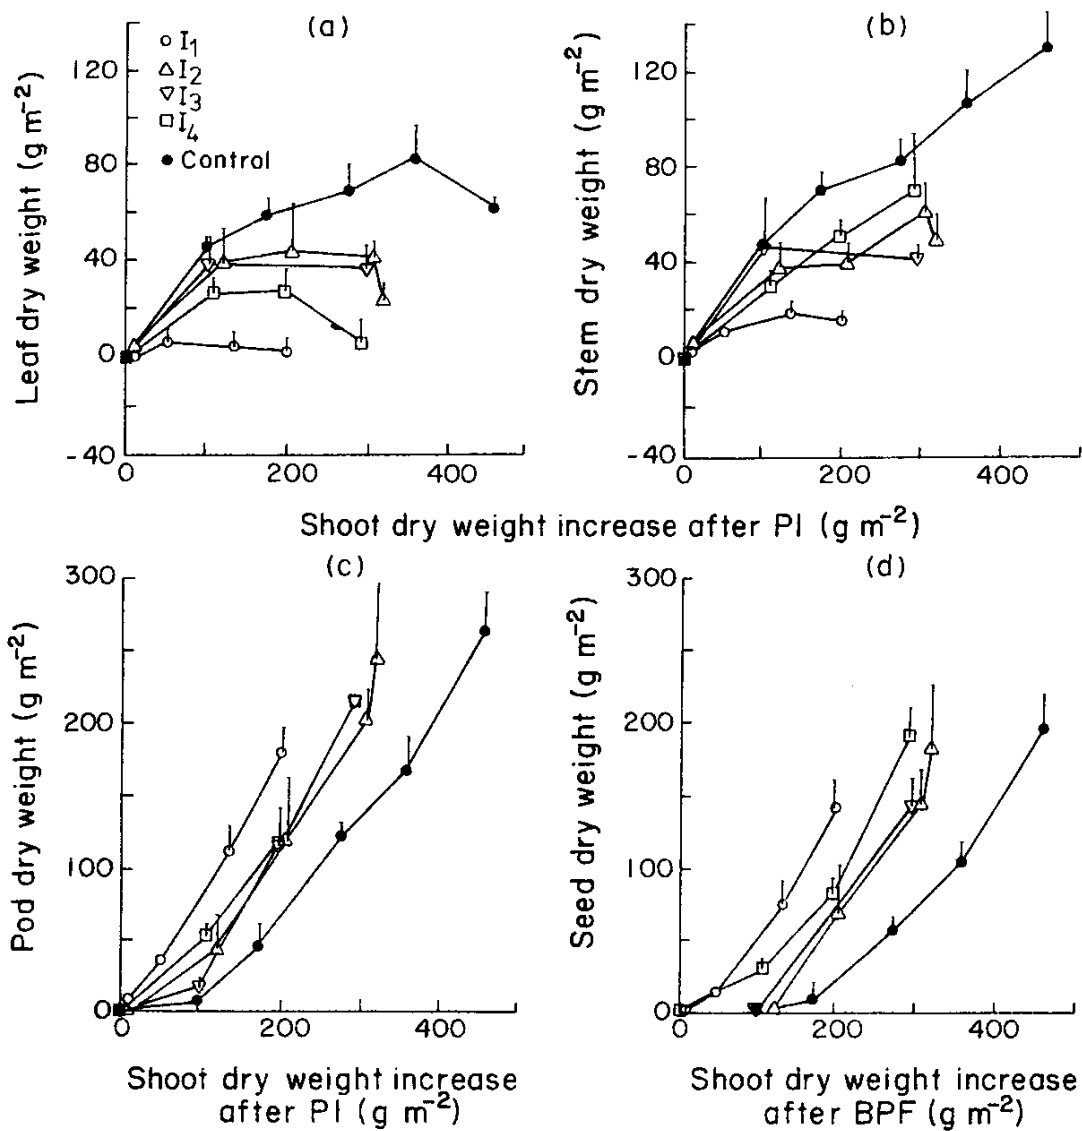 (a)
I1
I2
I3
I4
Control
120
80
40
0
-40
0
200
400
Leaf dry weight (g m−2)
(b)
120
80
40
0
-40
0
200
400
Stem dry weight (g m−2)
Shoot dry weight increase after PI (g m−2)
(c)
300
200
100
0
0
200
400
Pod dry weight (g m−2)
Shoot dry weight increase
after PI (g m−2)
(d)
300
200
100
0
0
200
400
Seed dry weight (g m−2)
Shoot dry weight increase
after BPF (g m−2)